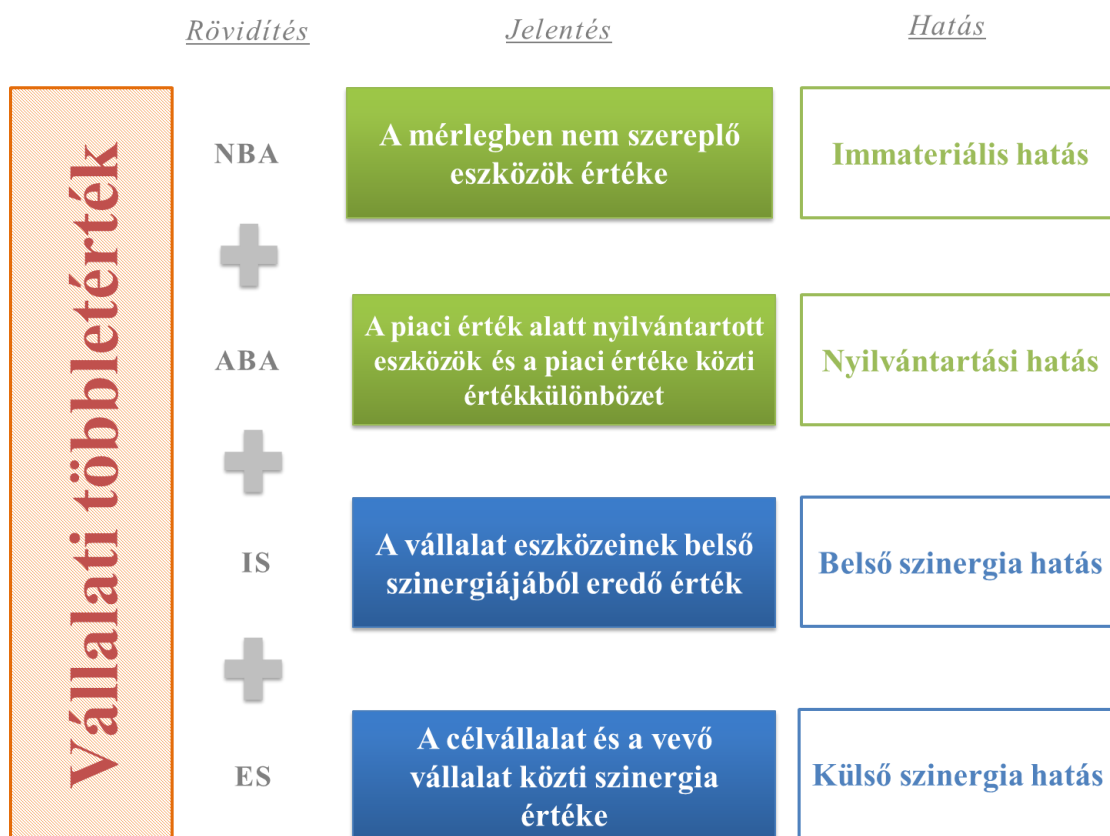 Rövidítés Jelentés Hatás
Vállalati többletérték
NBA
A mérlegben nem szereplő
eszközök értéke
Immateriális hatás
ABA
A piaci érték alatt nyilvántartott
eszközök és a piaci értéke közti
értékkülönbözet
Nyilvántartási hatás
IS
A vállalat eszközeinek belső
szinergiájából eredő érték
Belső szinergia hatás
ES
A célvállalat és a vevő
vállalat közti szinergia
értéke
Külső szinergia hatás